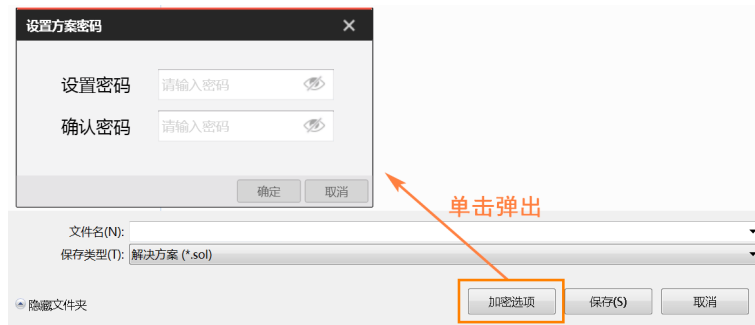 设置方案密码
设置密码 请输入密码
确认密码 请输入密码
确定 取消
单击弹出
文件名(N):
保存类型(T): 解决方案 (*.sol)
隐藏文件夹 加密选项 保存(S) 取消